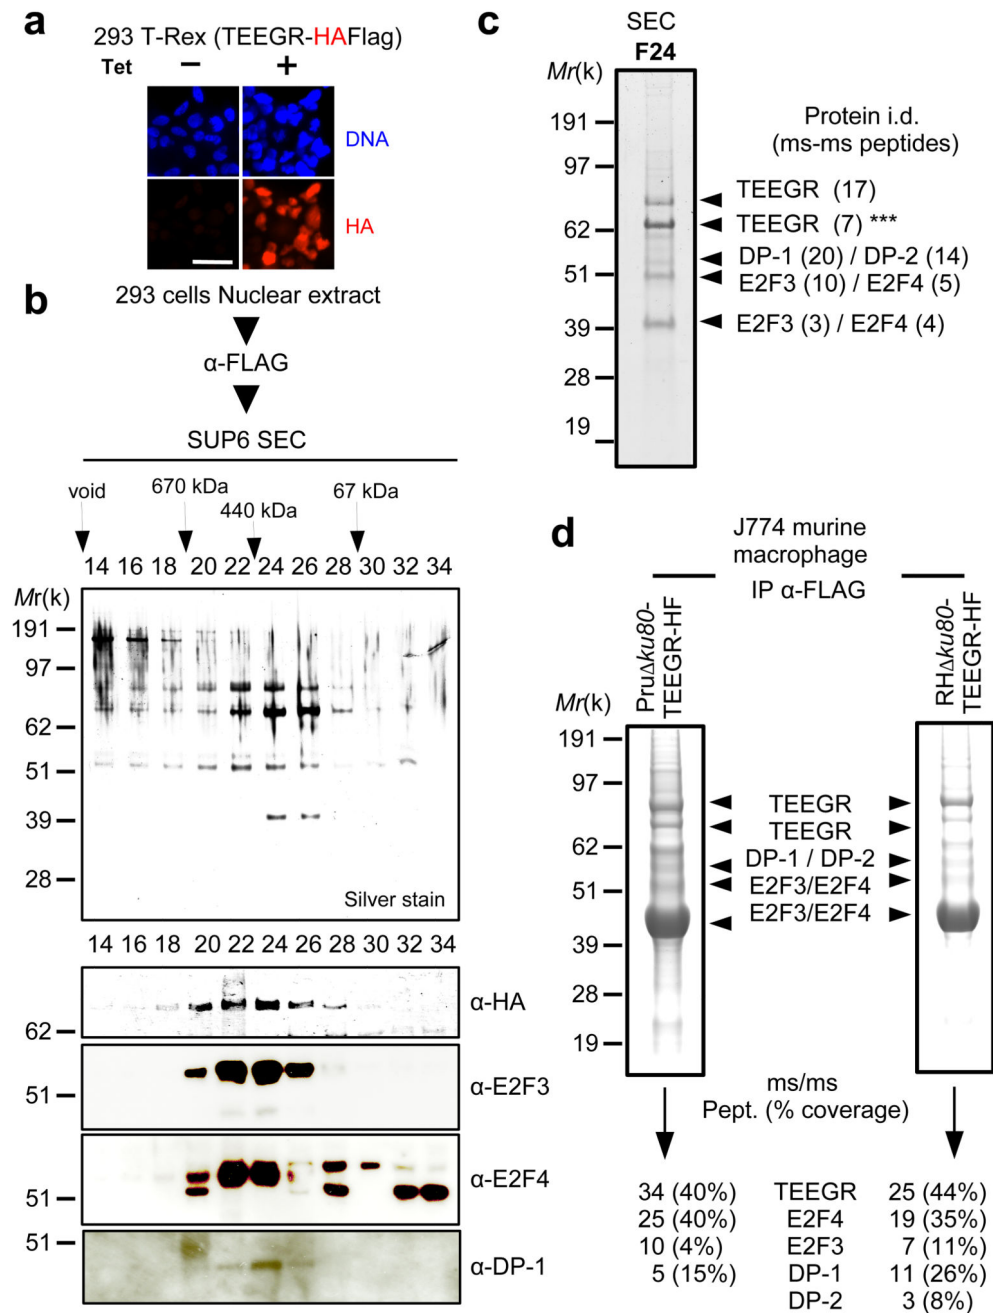 a
293 T-Rex (TEEGR-HAFlag)
Tet − +
DNA
HA
b
293 cells Nuclear extract
α-FLAG
SUP6 SEC
void 670 kDa 440 kDa 67 kDa
14 16 18 20 22 24 26 28 30 32 34
Mr(k)
191
97
62
51
39
28
Silver stain
14 16 18 20 22 24 26 28 30 32 34
α-HA
62
α-E2F3
51
α-E2F4
51
51
α-DP-1
c
SEC
F24
Mr(k)
Protein i.d.
(ms-ms peptides)
191
97
62
51
39
28
19
TEEGR (17)
TEEGR (7) ***
DP-1 (20) / DP-2 (14)
E2F3 (10) / E2F4 (5)
E2F3 (3) / E2F4 (4)
d
J774 murine
macrophage
IP α-FLAG
PruΔku80-
TEEGR-HF
RHΔku80-
TEEGR-HF
Mr(k)
191
97
62
51
39
28
19
TEEGR
TEEGR
DP-1 / DP-2
E2F3/E2F4
E2F3/E2F4
ms/ms
Pept. (% coverage)
34 (40%) TEEGR 25 (44%)
25 (40%) E2F4 19 (35%)
10 (4%) E2F3 7 (11%)
5 (15%) DP-1 11 (26%)
DP-2 3 (8%)